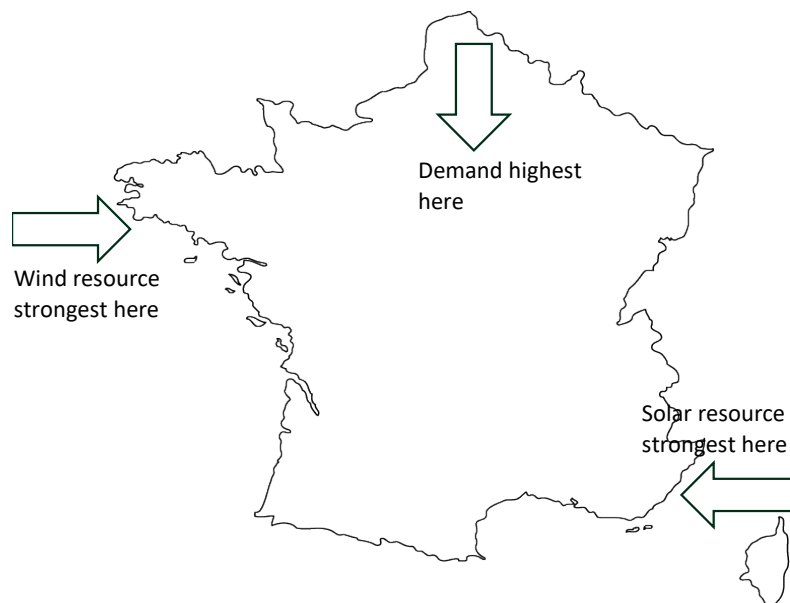 Demand highest
here
Wind resource
strongest here
Solar resource
strongest here